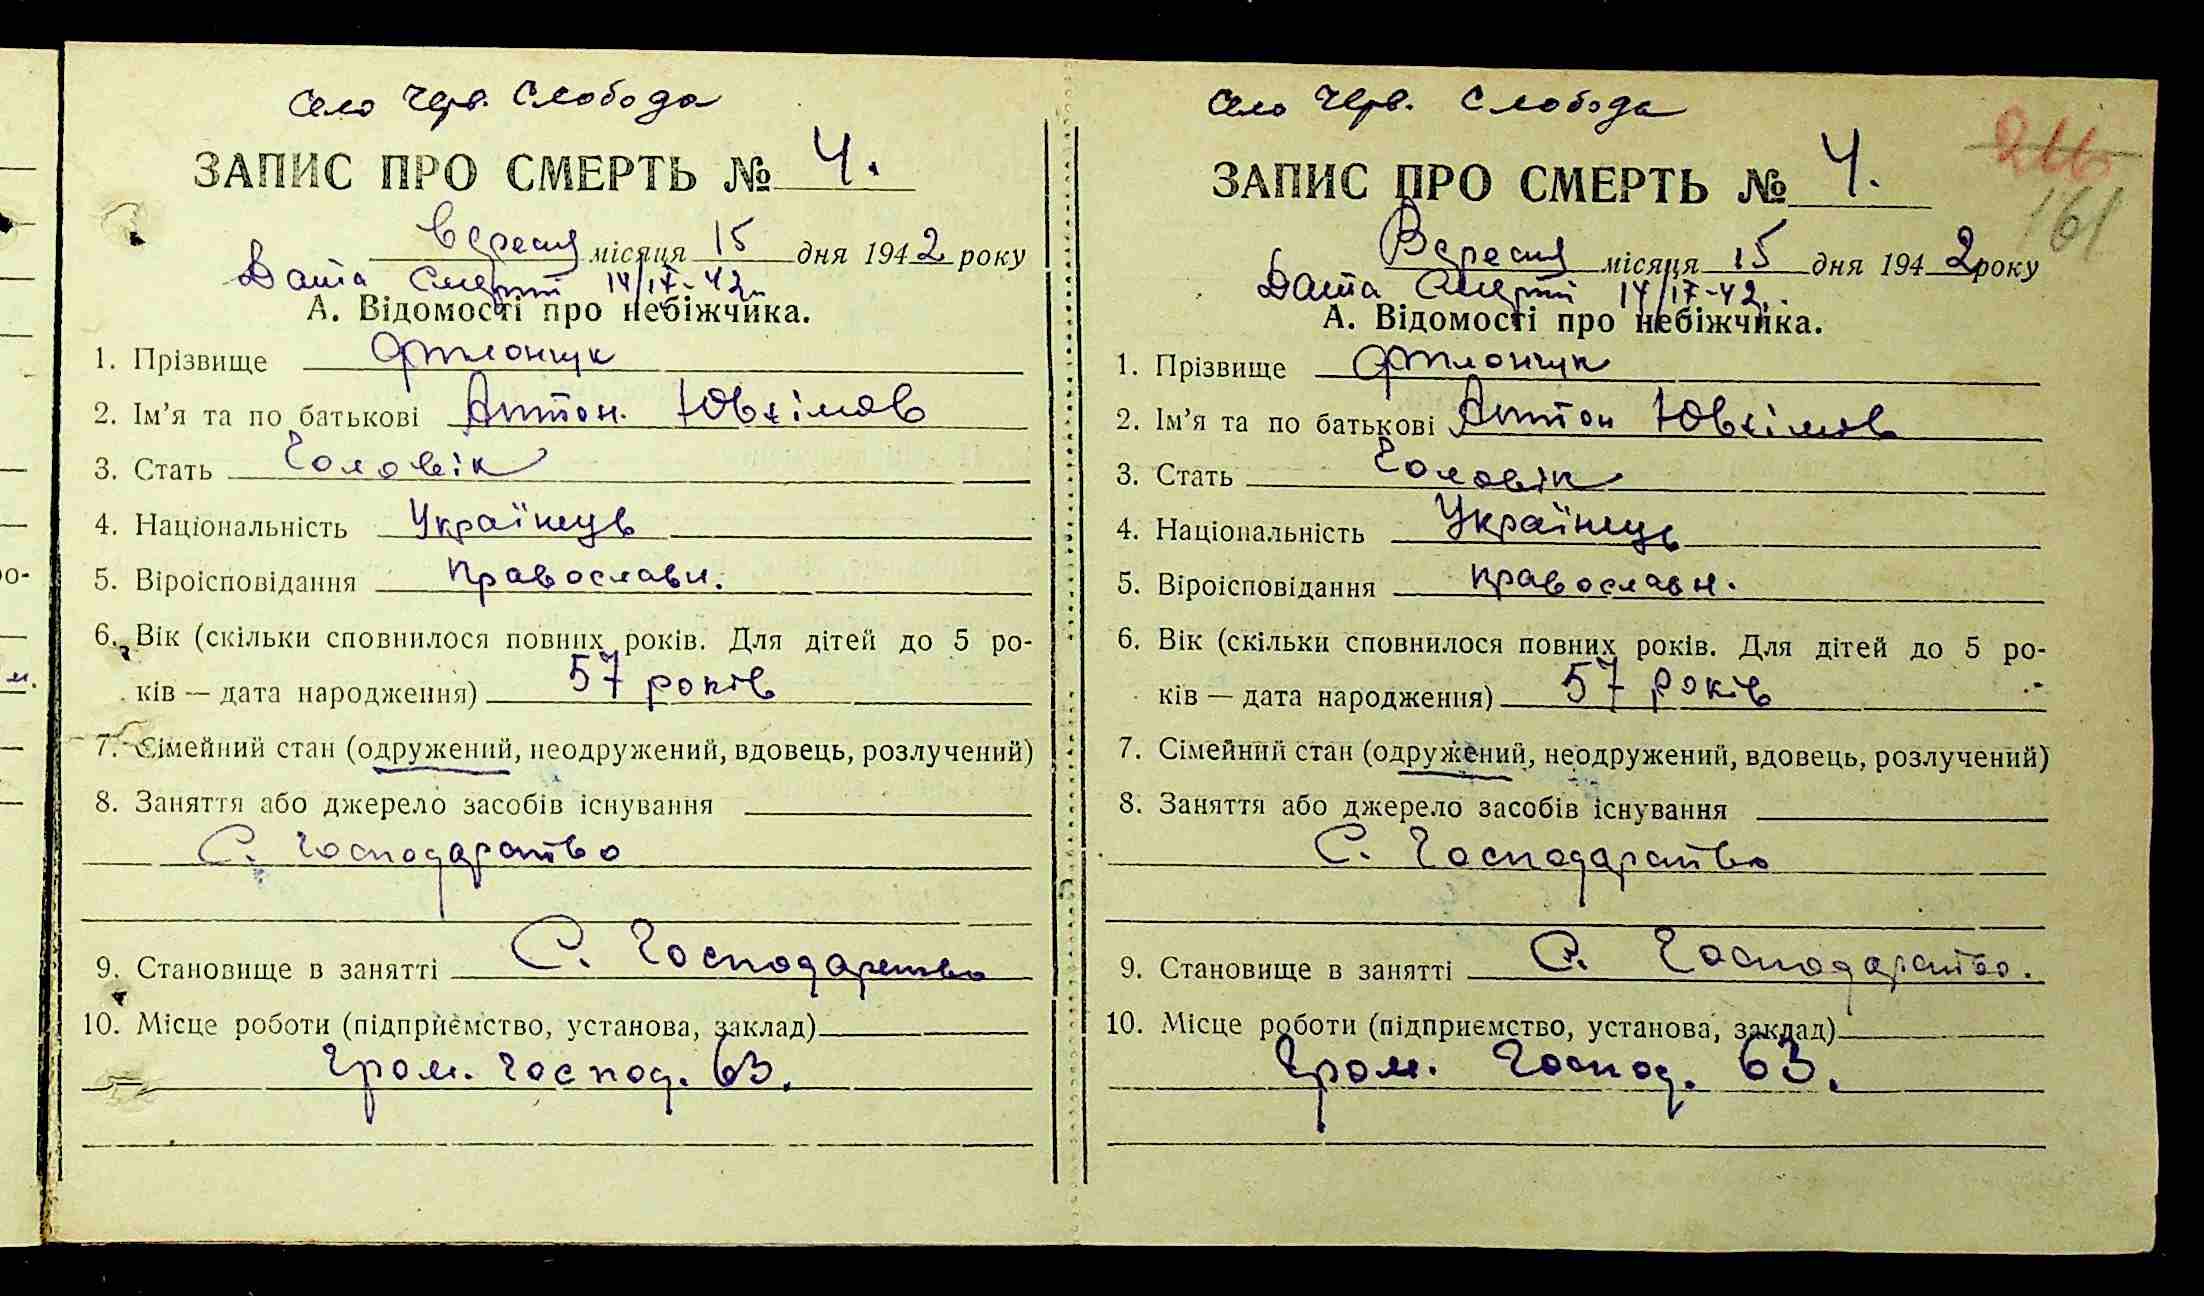 Село Черв. Слобода
ЗАПИС ПРО СМЕРТЬ № 4.
Вересня місяця 15 дня 1942 року
Дата Смерті 14/IX-42.
А. Відомості про небіжчика.
1. Прізвище
2. Ім'я та по батькові Антон. Ювхімов
3. Стать Чоловік
4. Національність Українець
5. Віроісповідання православн.
6. Вік (скільки сповнилося повних років. Для дітей до 5 ро-
ків — дата народження) 57 років
7. Сімейний стан (одружений, неодружений, вдовець, розлучений)
8. Заняття або джерело засобів існування
С. Господарство
9. Становище в занятті С. Господарство
10. Місце роботи (підприємство, установа, заклад)
Гром. Господ. 63.
Село Черв. Слобода
ЗАПИС ПРО СМЕРТЬ № 4.
161
Вересня місяця 15 дня 1942 року
Дата Смерті 14/IX-42.
А. Відомості про небіжчика.
1. Прізвище
2. Ім'я та по батькові Антон Ювхімов
3. Стать Чоловік
4. Національність Українець
5. Віроісповідання православн.
6. Вік (скільки сповнилося повних років. Для дітей до 5 ро-
ків — дата народження) 57 років
7. Сімейний стан (одружений, неодружений, вдовець, розлучений)
8. Заняття або джерело засобів існування
С. Господарство
9. Становище в занятті С. Господарство.
10. Місце роботи (підприємство, установа, заклад)
Гром. Господ. 63.